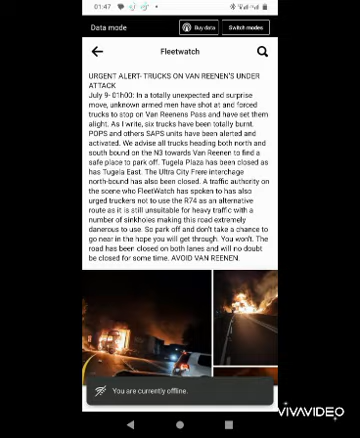 01:47
Data mode
Buy data
Switch modes
Fleetwatch
URGENT ALERT- TRUCKS ON VAN REENEN'S UNDER
ATTACK
July 9- 01h00: In a totally unexpected and surprise
move, unknown armed men have shot at and forced
trucks to stop on Van Reenens Pass and have set them
alight. As I write, six trucks have been totally burnt.
POPS and others SAPS units have been alerted and
activated. We advise all trucks heading both north and
south bound on the N3 towards Van Reenen to find a
safe place to park off. Tugela Plaza has been closed as
has Tugela East. The Ultra City Frere interchange
north-bound has also been closed. A traffic authority on
the scene who FleetWatch has spoken to has also
urged truckers not to use the R74 as an alternative
route as it is still unsuitable for heavy traffic with a
number of sinkholes making this road extremely
danerous to use. So park off and don't take a chance to
go near in the hope you will get through. You won't. The
road has been closed on both lanes and will no doubt
be closed for some time. AVOID VAN REENEN.
You are currently offline.
VIVAVIDEO